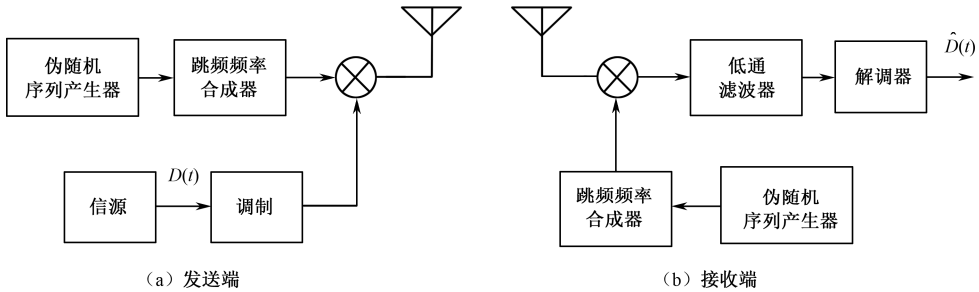 伪随机
序列产生器
跳频频率
合成器
信源
D(t)
调制
(a) 发送端
低通
滤波器
解调器
D̂(t)
跳频频率
合成器
伪随机
序列产生器
(b) 接收端